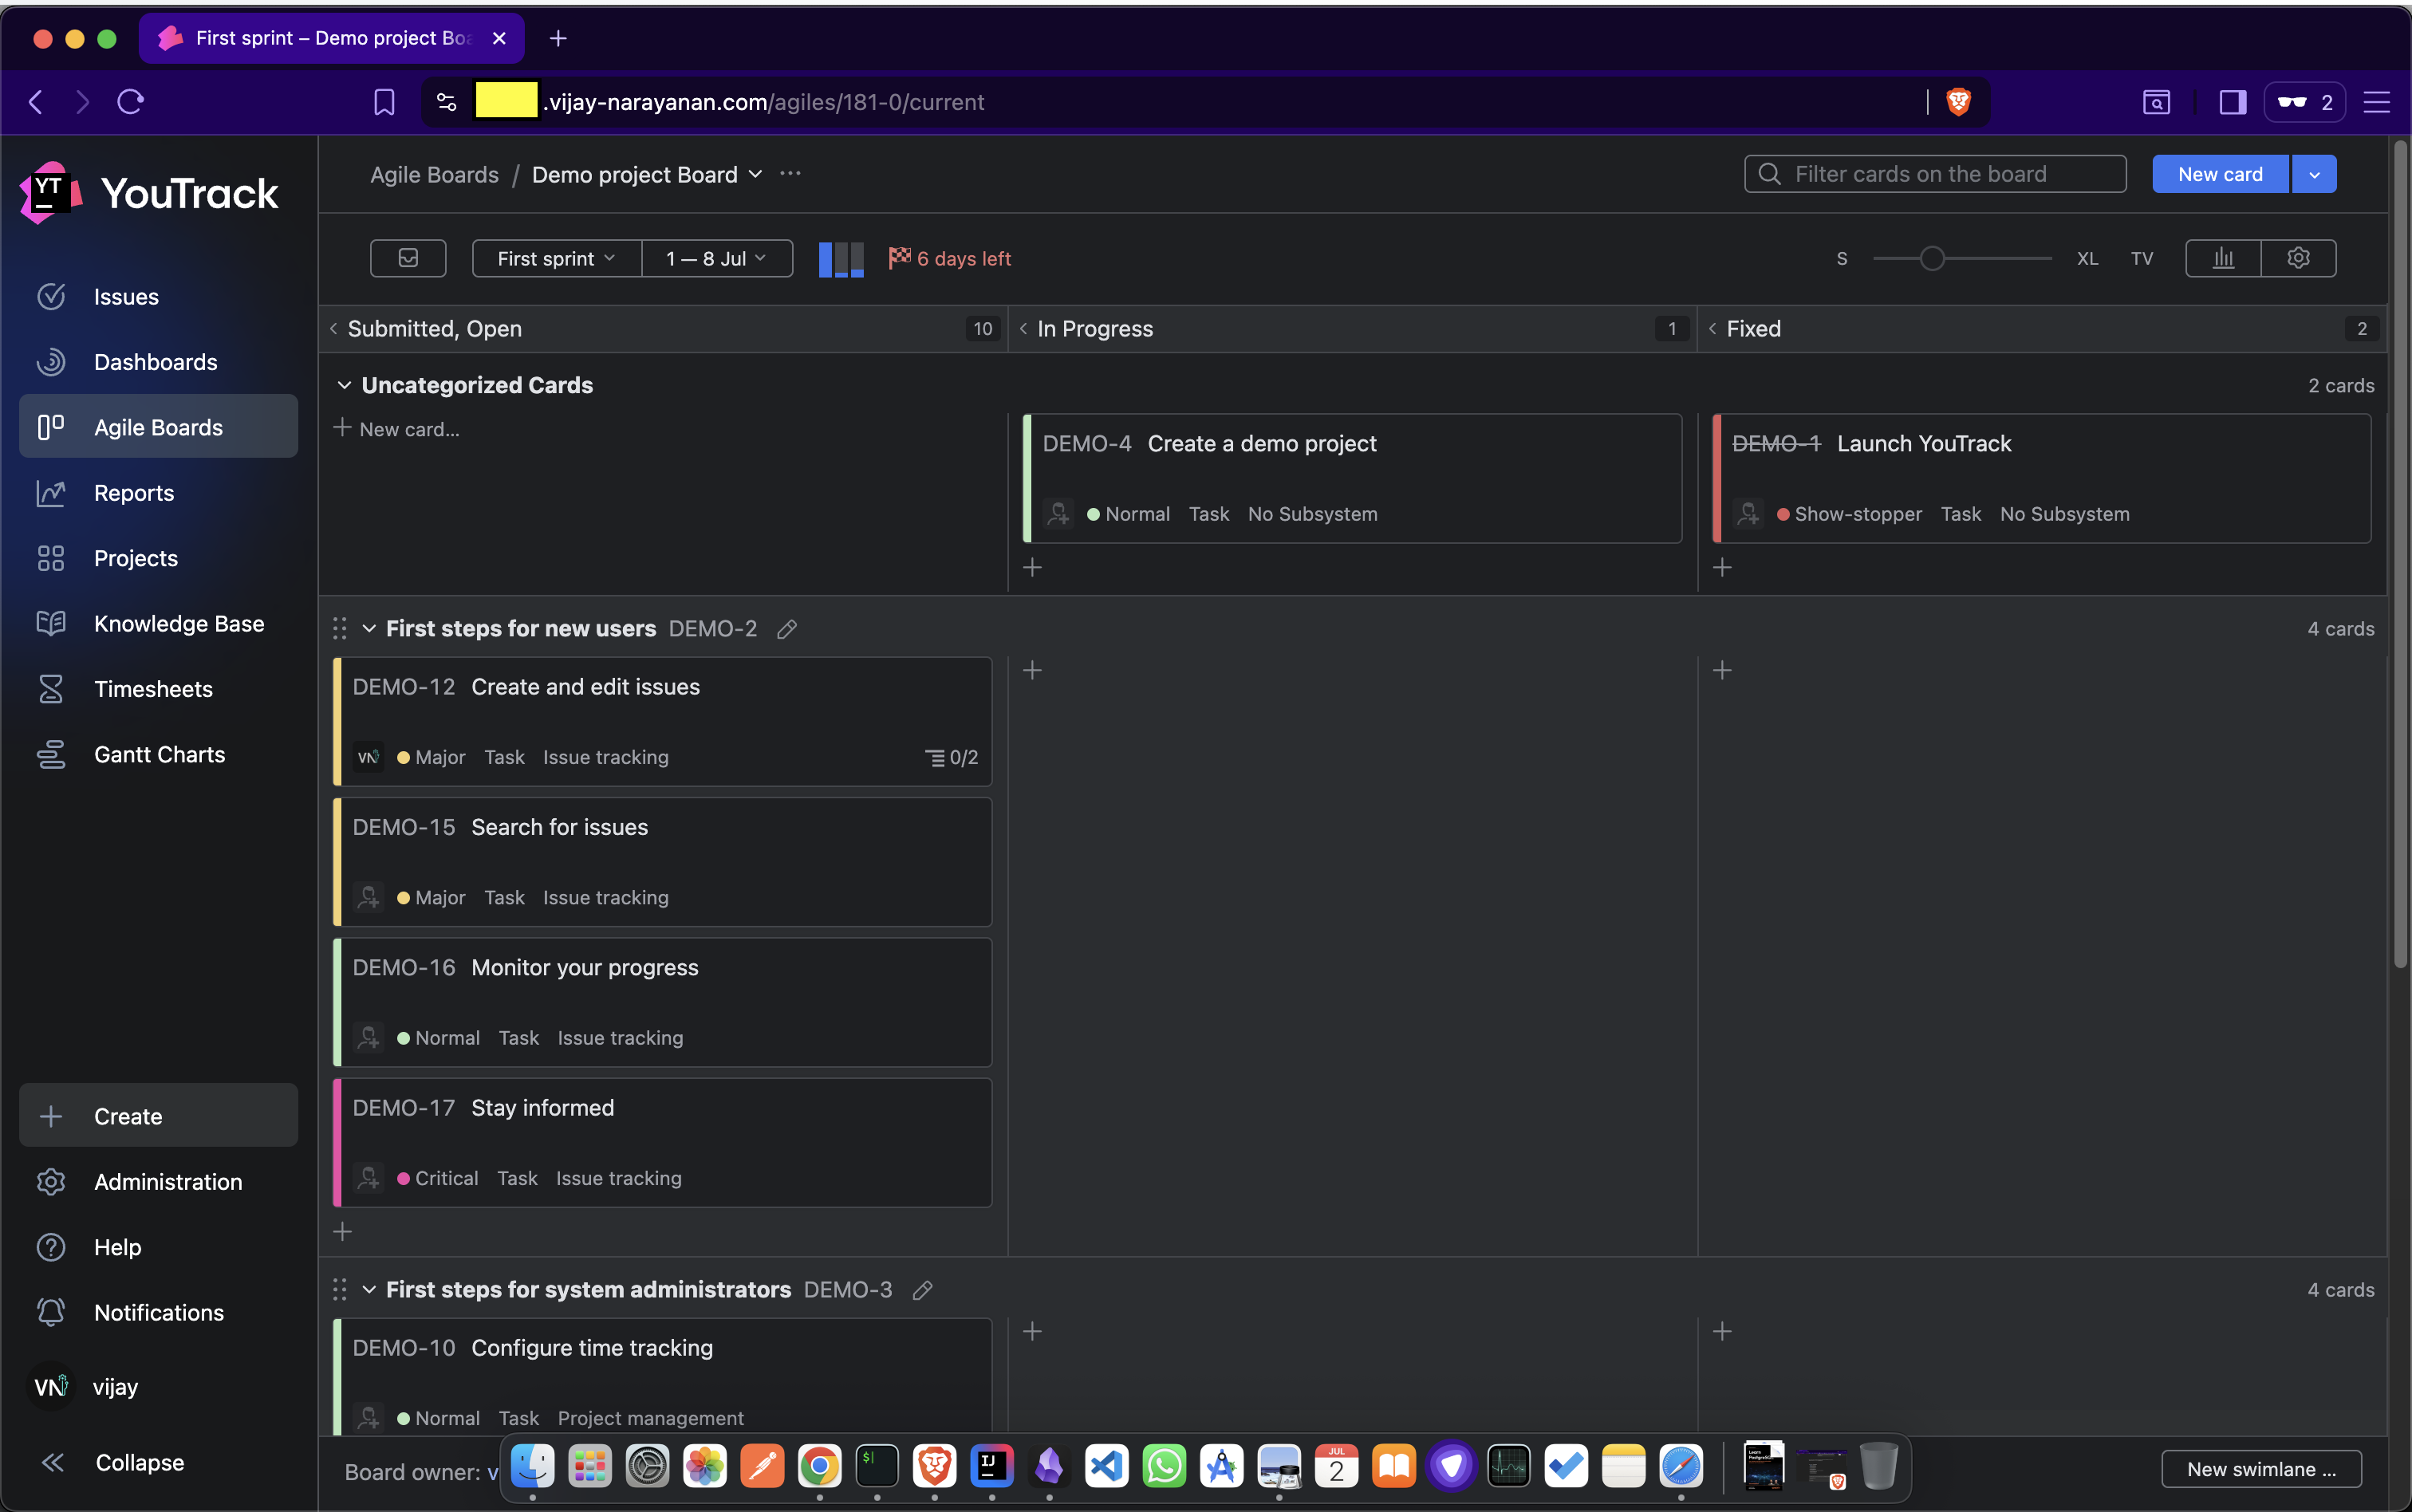 First sprint – Demo project Boa
.vijay-narayanan.com/agiles/181-0/current
2
YT
YouTrack
Issues
Dashboards
Agile Boards
Reports
Projects
Knowledge Base
Timesheets
Gantt Charts
Create
Administration
Help
Notifications
VN vijay
Collapse
Agile Boards / Demo project Board
Filter cards on the board
New card
First sprint
1 — 8 Jul
6 days left
S
XL
TV
Submitted, Open 10
In Progress 1
Fixed 2
Uncategorized Cards
2 cards
New card...
DEMO-4 Create a demo project
Normal Task No Subsystem
DEMO-1 Launch YouTrack
Show-stopper Task No Subsystem
First steps for new users DEMO-2
4 cards
DEMO-12 Create and edit issues
VN Major Task Issue tracking 0/2
DEMO-15 Search for issues
Major Task Issue tracking
DEMO-16 Monitor your progress
Normal Task Issue tracking
DEMO-17 Stay informed
Critical Task Issue tracking
First steps for system administrators DEMO-3
4 cards
DEMO-10 Configure time tracking
Normal Task Project management
Board owner: v
$
IJ
JUL
2
New swimlane ...